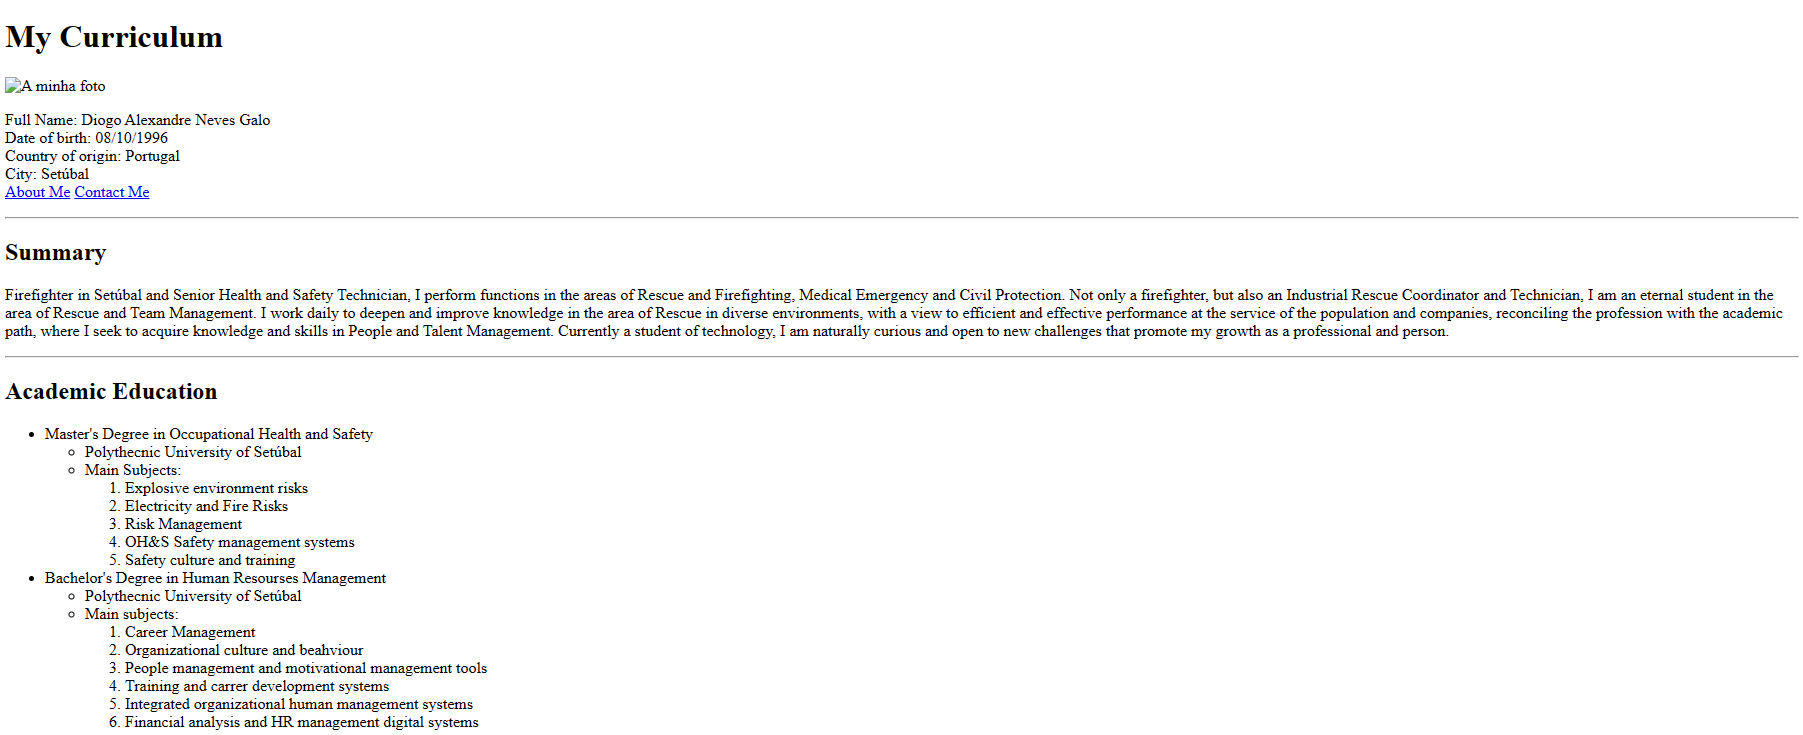 My Curriculum
A minha foto
Full Name: Diogo Alexandre Neves Galo
Date of birth: 08/10/1996
Country of origin: Portugal
City: Setúbal
About Me Contact Me
Summary
Firefighter in Setúbal and Senior Health and Safety Technician, I perform functions in the areas of Rescue and Firefighting, Medical Emergency and Civil Protection. Not only a firefighter, but also an Industrial Rescue Coordinator and Technician, I am an eternal student in the
area of Rescue and Team Management. I work daily to deepen and improve knowledge in the area of Rescue in diverse environments, with a view to efficient and effective performance at the service of the population and companies, reconciling the profession with the academic
path, where I seek to acquire knowledge and skills in People and Talent Management. Currently a student of technology, I am naturally curious and open to new challenges that promote my growth as a professional and person.
Academic Education
• Master's Degree in Occupational Health and Safety
◦ Polythecnic University of Setúbal
◦ Main Subjects:
1. Explosive environment risks
2. Electricity and Fire Risks
3. Risk Management
4. OH&S Safety management systems
5. Safety culture and training
• Bachelor's Degree in Human Resourses Management
◦ Polythecnic University of Setúbal
◦ Main subjects:
1. Career Management
2. Organizational culture and beahviour
3. People management and motivational management tools
4. Training and carrer development systems
5. Integrated organizational human management systems
6. Financial analysis and HR management digital systems